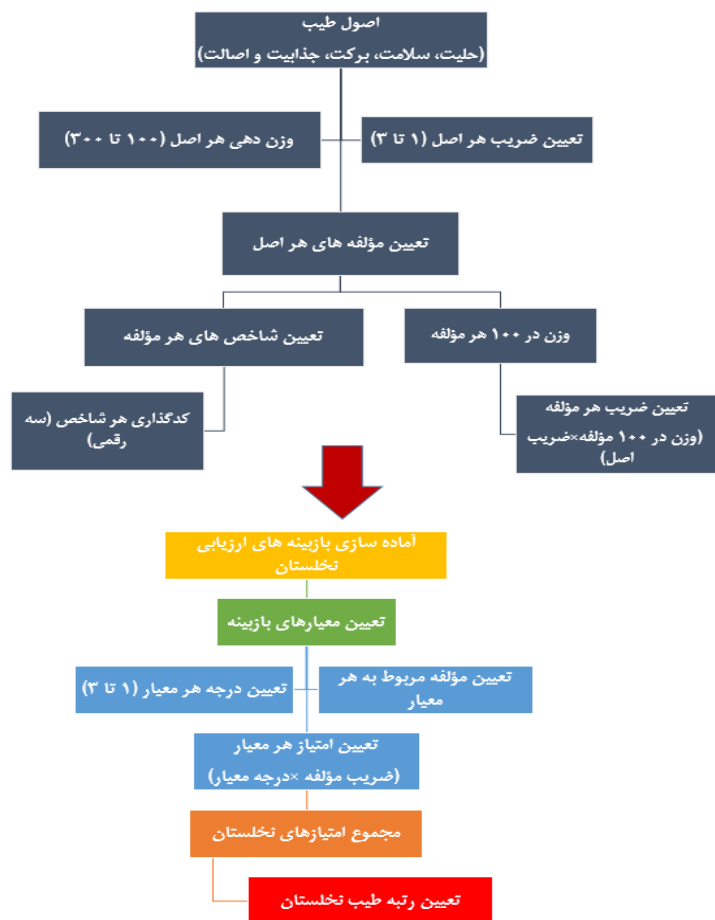 اصول طیب
(حلیت، سلامت، برکت، جذابیت و اصالت)
تعیین ضریب هر اصل (۱ تا ۳)
وزن دهی هر اصل (۱۰۰ تا ۳۰۰)
تعیین مؤلفه های هر اصل
وزن در ۱۰۰ هر مؤلفه
تعیین شاخص های هر مؤلفه
تعیین ضریب هر مؤلفه
(وزن در ۱۰۰ مؤلفه×ضریب
اصل)
کدگذاری هر شاخص (سه
رقمی)
آماده سازی بازبینه های ارزیابی
نخلستان
تعیین معیارهای بازبینه
تعیین مؤلفه مربوط به هر
معیار
تعیین درجه هر معیار (۱ تا ۳)
تعیین امتیاز هر معیار
(ضریب مؤلفه ×درجه معیار)
مجموع امتیازهای نخلستان
تعیین رتبه طیب نخلستان